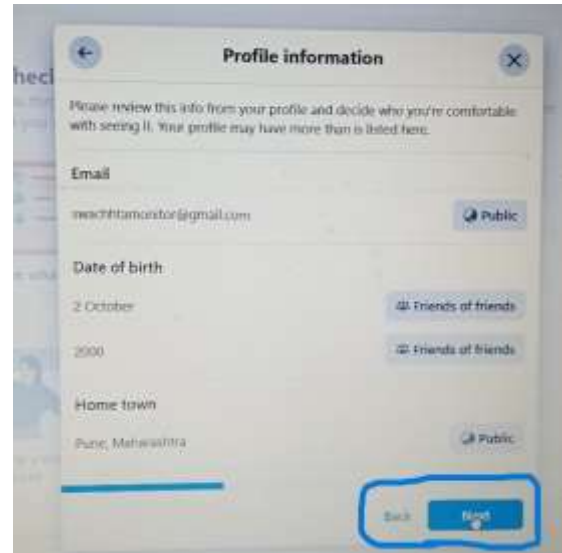 Profile information
Please review this info from your profile and decide who you're comfortable
with seeing it. Your profile may have more than is listed here.
Email
swachhtamonitor@gmail.com
Public
Date of birth
2 October
Friends of friends
2000
Friends of friends
Home town
Pune, Maharashtra
Public
Back
Next